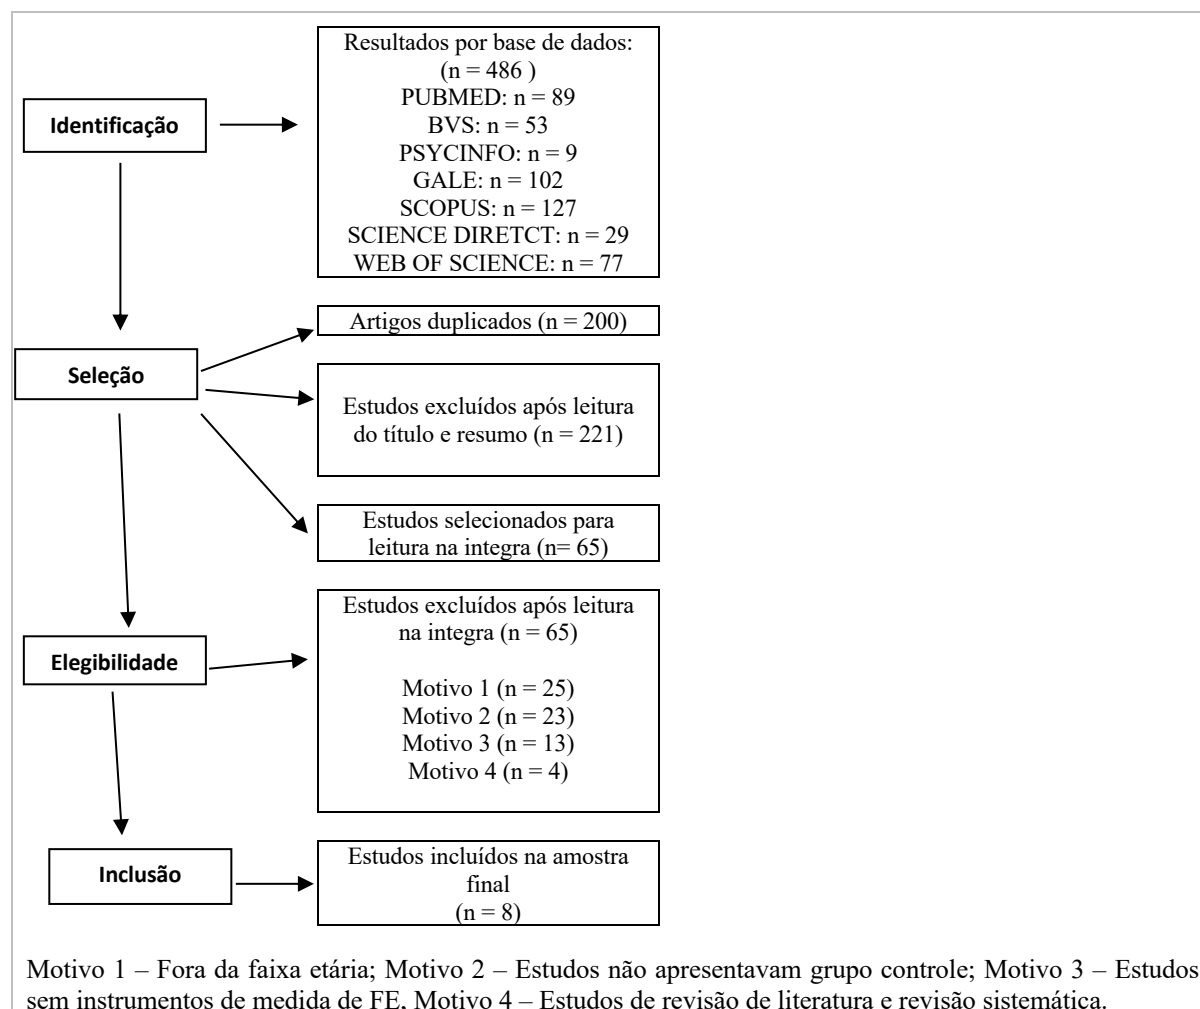 Identificação
Resultados por base de dados:
(n = 486 )
PUBMED: n = 89
BVS: n = 53
PSYCINFO: n = 9
GALE: n = 102
SCOPUS: n = 127
SCIENCE DIRETCT: n = 29
WEB OF SCIENCE: n = 77
Seleção
Artigos duplicados (n = 200)
Estudos excluídos após leitura
do título e resumo (n = 221)
Estudos selecionados para
leitura na integra (n= 65)
Elegibilidade
Estudos excluídos após leitura
na integra (n = 65)
Motivo 1 (n = 25)
Motivo 2 (n = 23)
Motivo 3 (n = 13)
Motivo 4 (n = 4)
Inclusão
Estudos incluídos na amostra
final
(n = 8)
Motivo 1 – Fora da faixa etária; Motivo 2 – Estudos não apresentavam grupo controle; Motivo 3 – Estudos
sem instrumentos de medida de FE, Motivo 4 – Estudos de revisão de literatura e revisão sistemática.